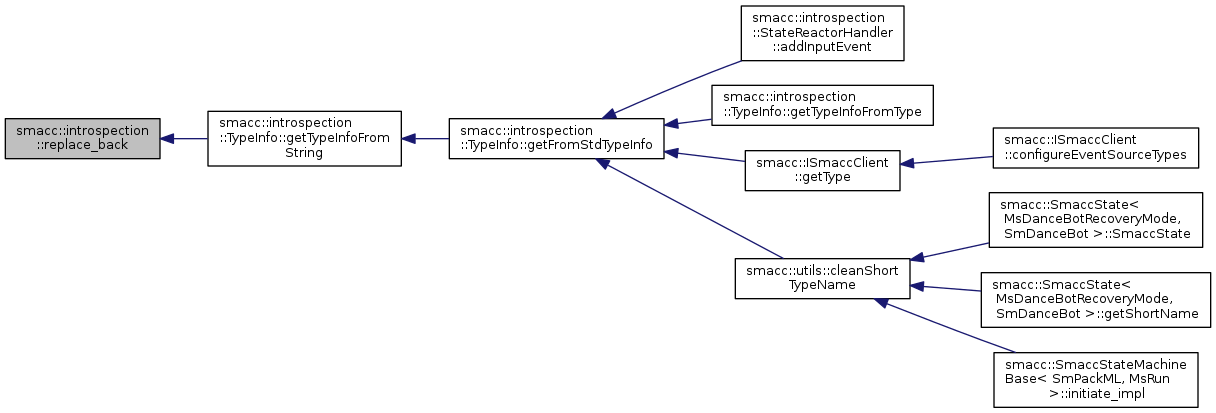 smacc::introspection
::replace_back
smacc::introspection
::TypeInfo::getTypeInfoFrom
String
smacc::introspection
::TypeInfo::getFromStdTypeInfo
smacc::introspection
::StateReactorHandler
::addInputEvent
smacc::introspection
::TypeInfo::getTypeInfoFromType
smacc::ISmaccClient
::getType
smacc::ISmaccClient
::configureEventSourceTypes
smacc::utils::cleanShort
TypeName
smacc::SmaccState<
MsDanceBotRecoveryMode,
SmDanceBot >::SmaccState
smacc::SmaccState<
MsDanceBotRecoveryMode,
SmDanceBot >::getShortName
smacc::SmaccStateMachine
Base< SmPackML, MsRun
>::initiate_impl